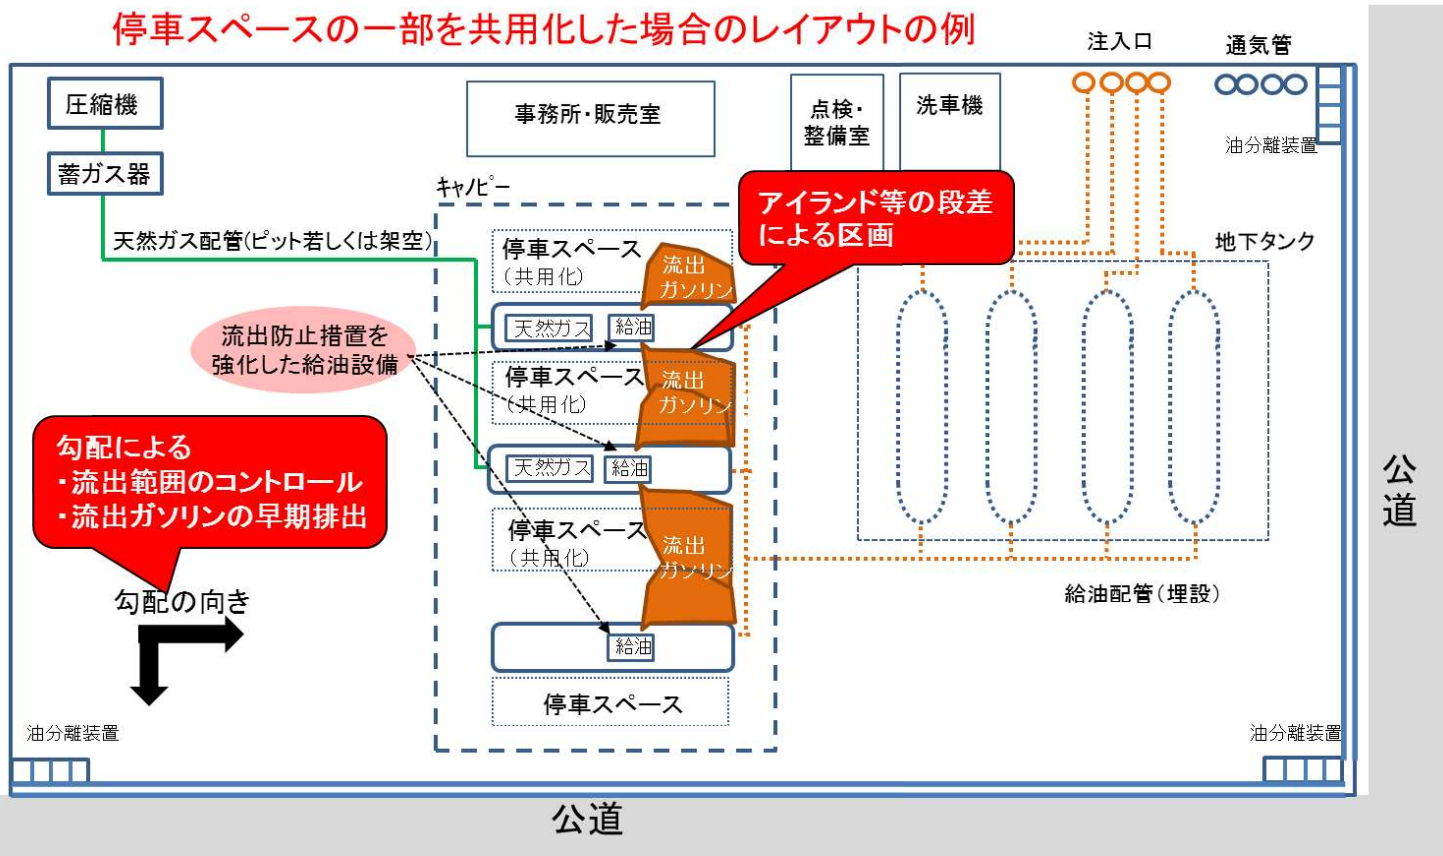 停車スペースの一部を共用化した場合のレイアウトの例
注入口
通気管
圧縮機
事務所・販売室
点検・
整備室
洗車機
油分離装置
蓄ガス器
キャノピー
アイランド等の段差
による区画
天然ガス配管(ピット若しくは架空)
停車スペース
(共用化)
流出
ガソリン
地下タンク
天然ガス
給油
流出防止措置を
強化した給油設備
停車スペース
(共用化)
流出
ガソリン
勾配による
・流出範囲のコントロール
・流出ガソリンの早期排出
天然ガス
給油
停車スペース
(共用化)
流出
ガソリン
公道
給油配管(埋設)
勾配の向き
給油
停車スペース
油分離装置
油分離装置
公道